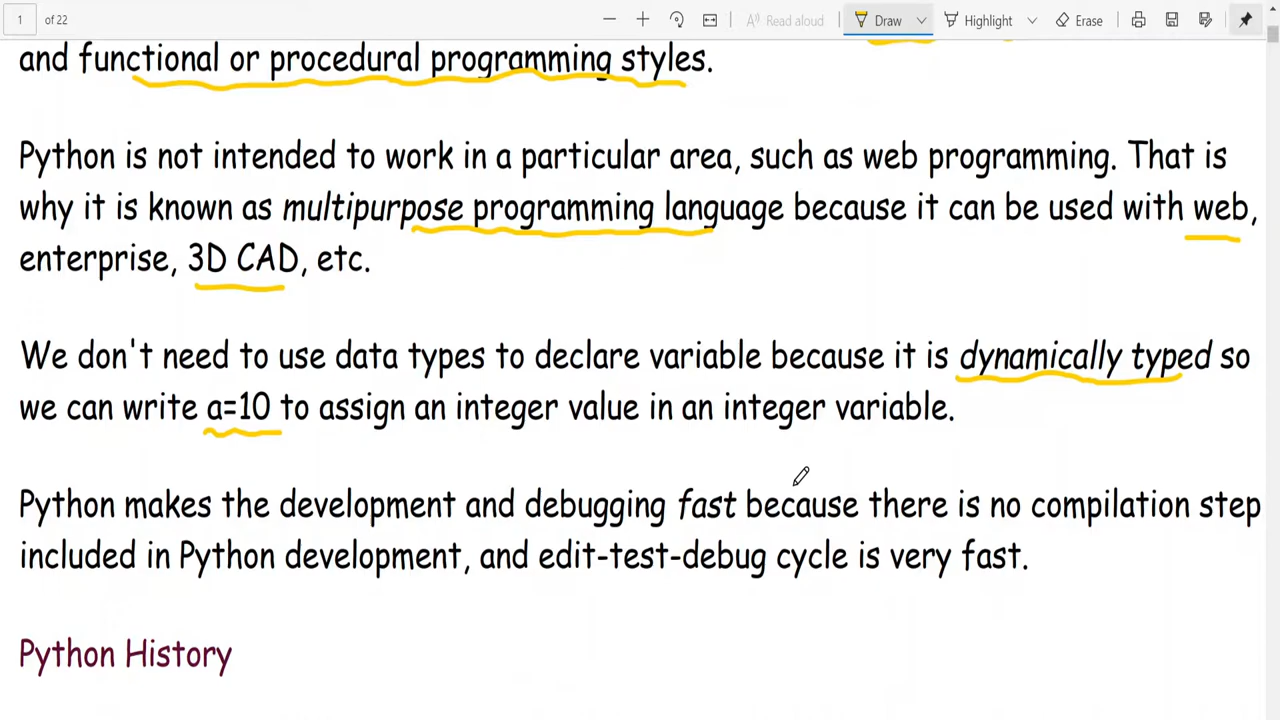 1 of 22 Read aloud Draw Highlight Erase
and functional or procedural programming styles.
Python is not intended to work in a particular area, such as web programming. That is
why it is known as multipurpose programming language because it can be used with web,
enterprise, 3D CAD, etc.
We don't need to use data types to declare variable because it is dynamically typed so
we can write a=10 to assign an integer value in an integer variable.
Python makes the development and debugging fast because there is no compilation step
included in Python development, and edit-test-debug cycle is very fast.
Python History